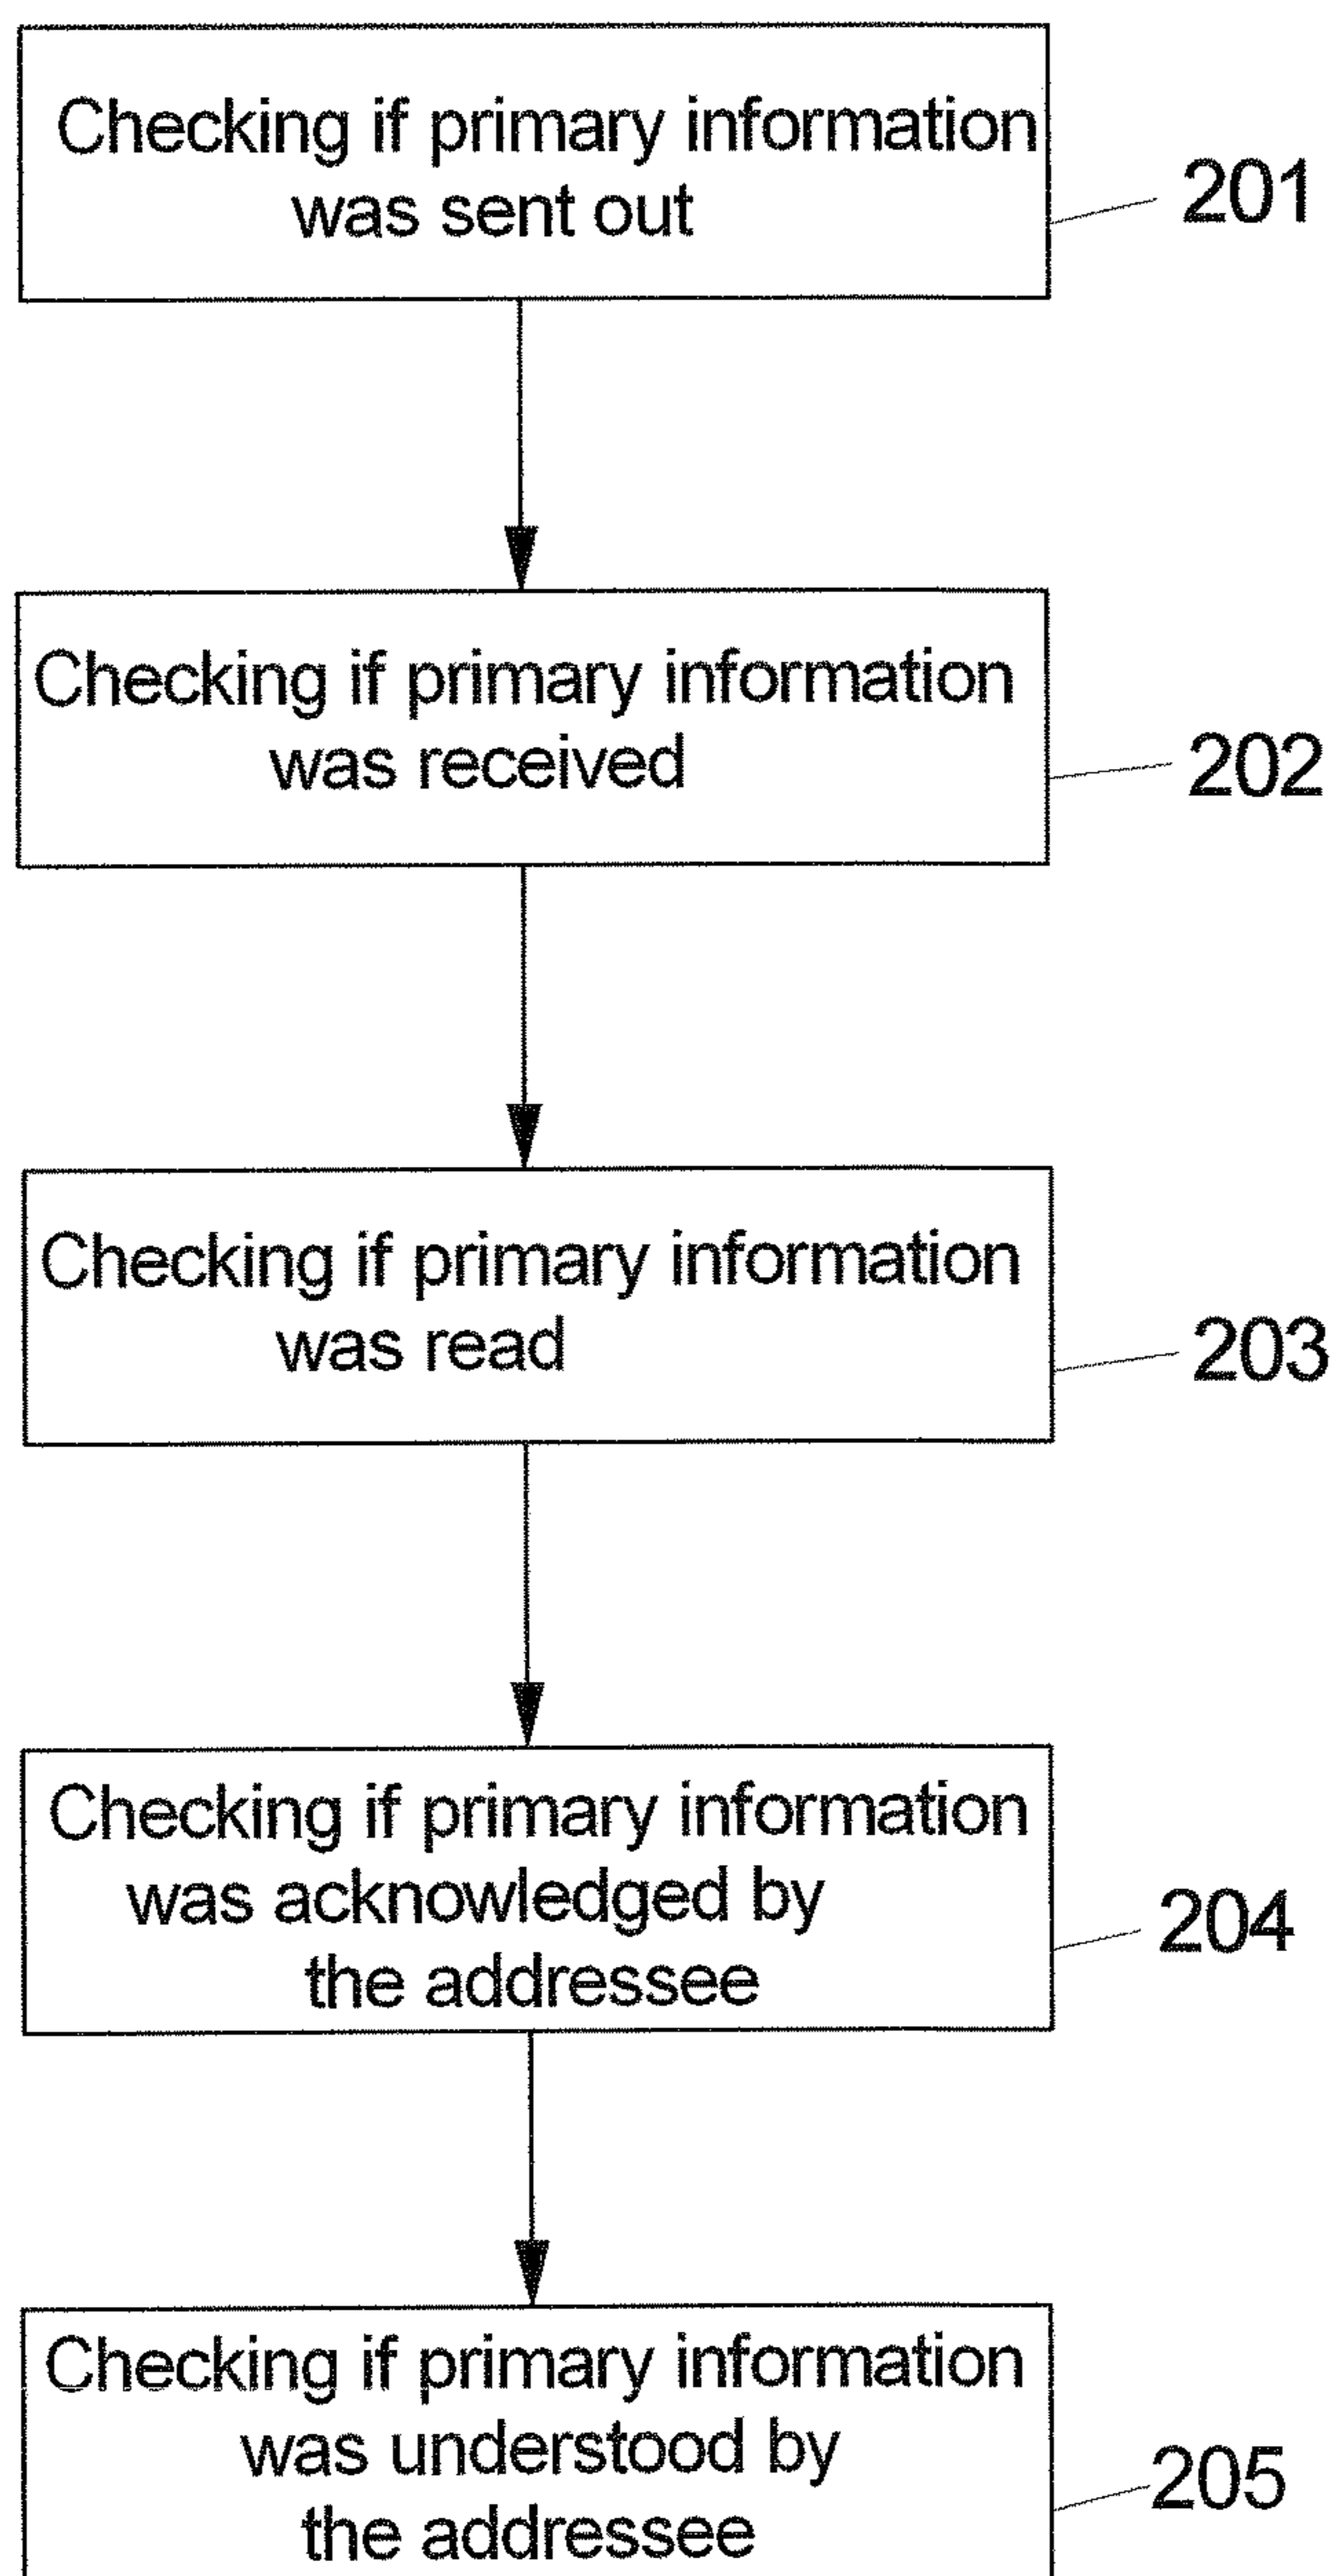 Checking if primary information
was sent out
201
Checking if primary information
was received
202
Checking if primary information
was read
203
Checking if primary information
was acknowledged by
the addressee
204
Checking if primary information
was understood by
the addressee
205